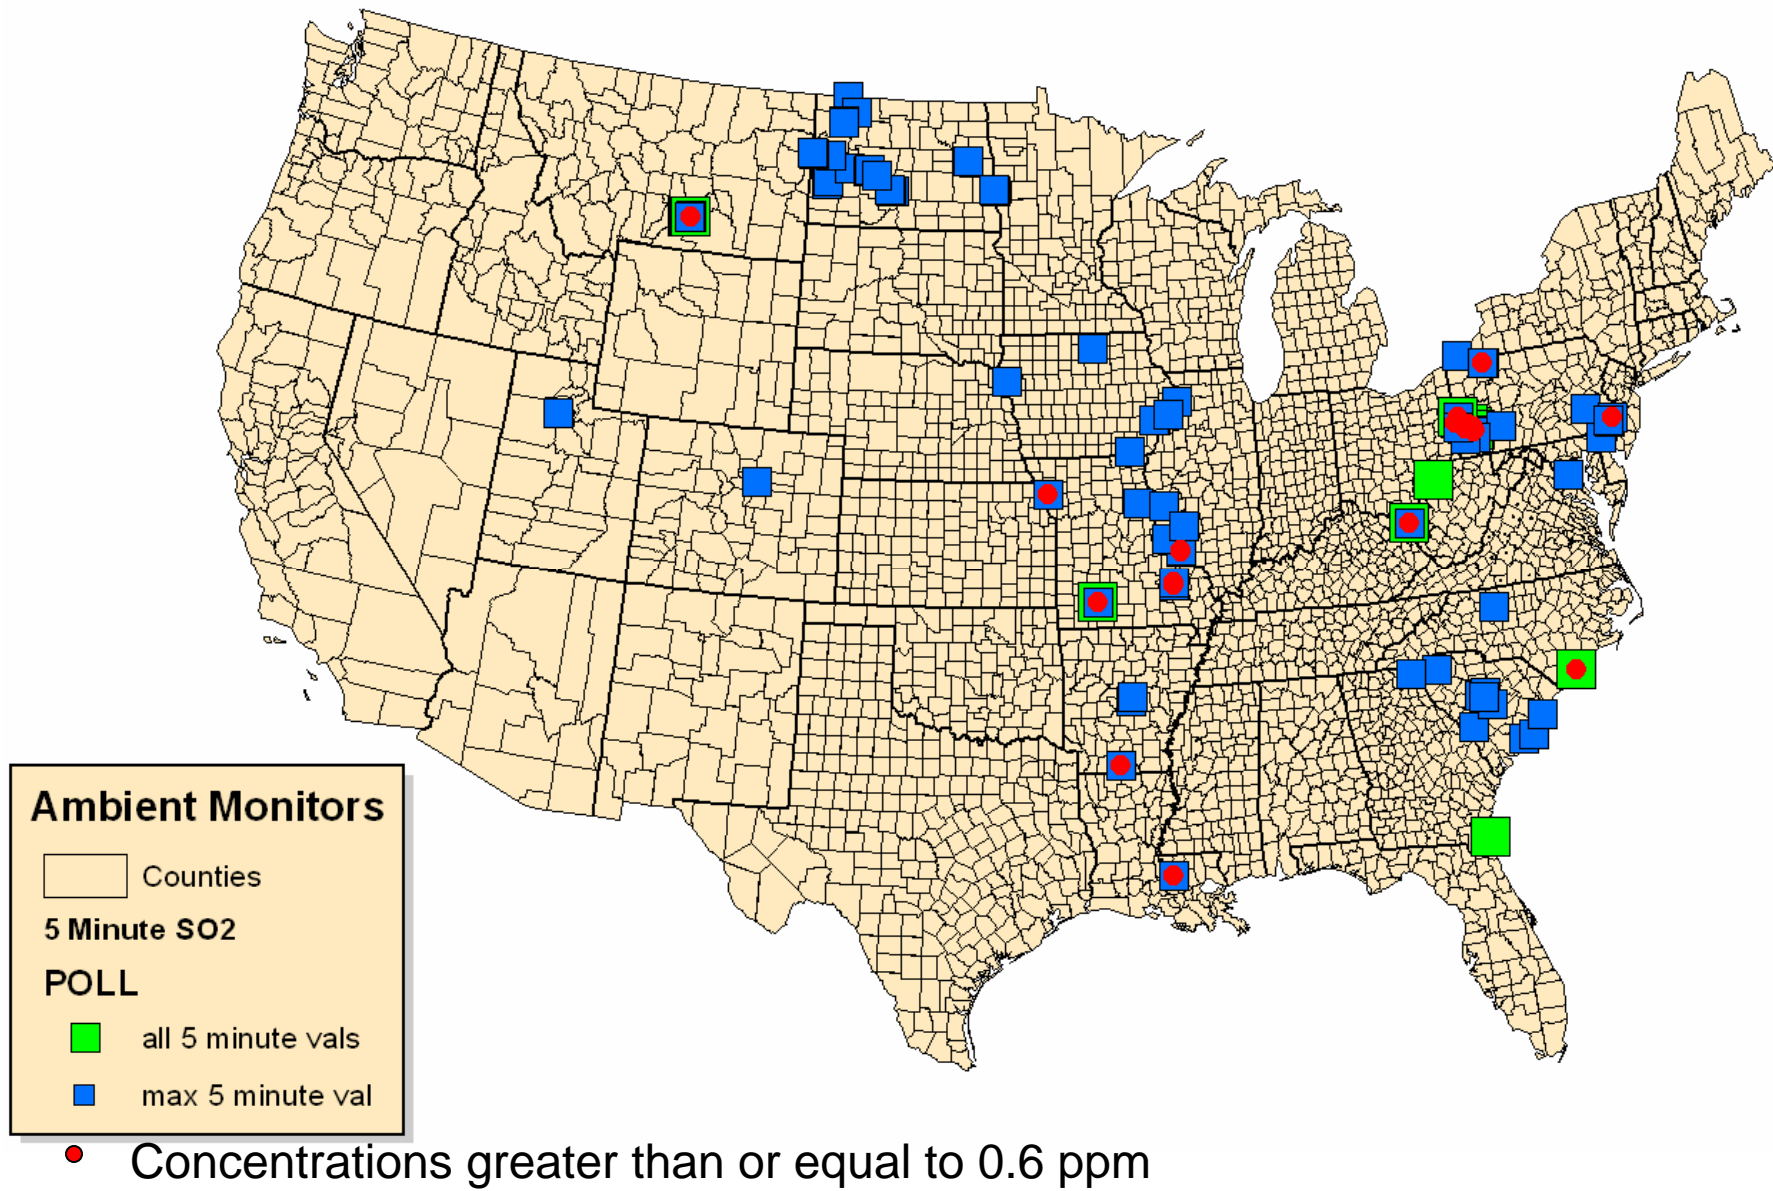 Ambient Monitors
Counties
5 Minute SO2
POLL
all 5 minute vals
max 5 minute val
Concentrations greater than or equal to 0.6 ppm